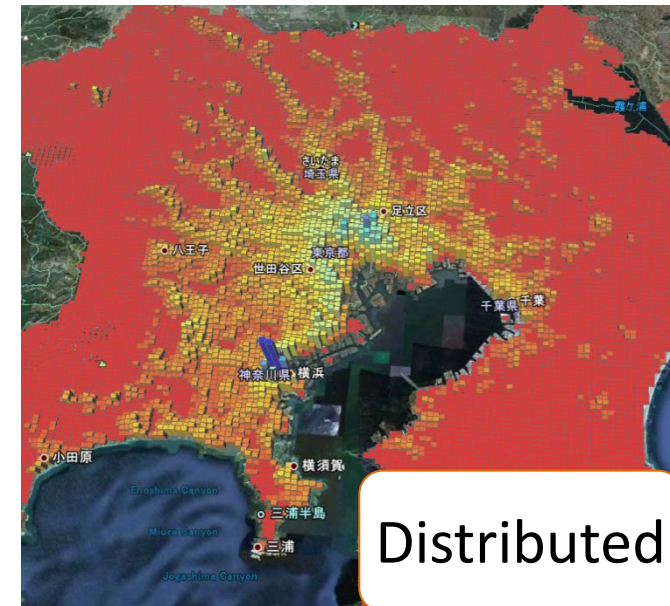 霞ケ浦
さいたま
埼玉県
足立区
八王子
東京都
世田谷区
千葉県
千葉
神奈川県
横浜
小田原
横須賀
Enoshima Canyon
三浦半島
Miura Canyon
三浦
Jogashima Canyon
Distributed